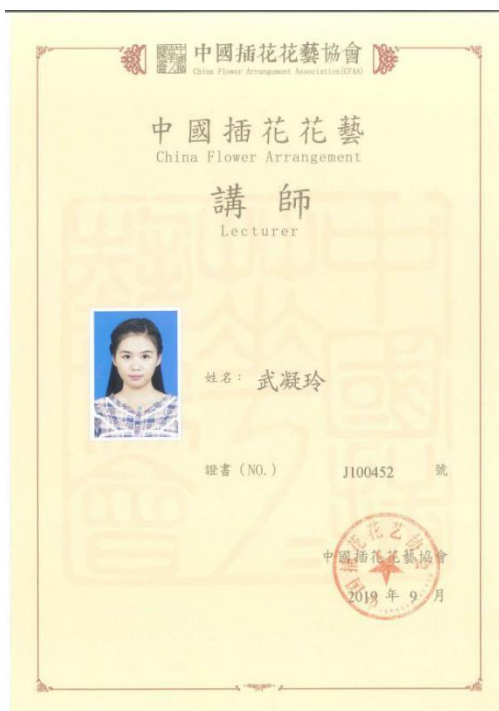 中國插花花藝協會
China Flower Arrangement Association(CFAA)
中國插花花藝
China Flower Arrangement
講師
Lecturer
姓名: 武凝玲
證書 (NO.) J100452 號
中國插花花藝協會
2019 年 9 月